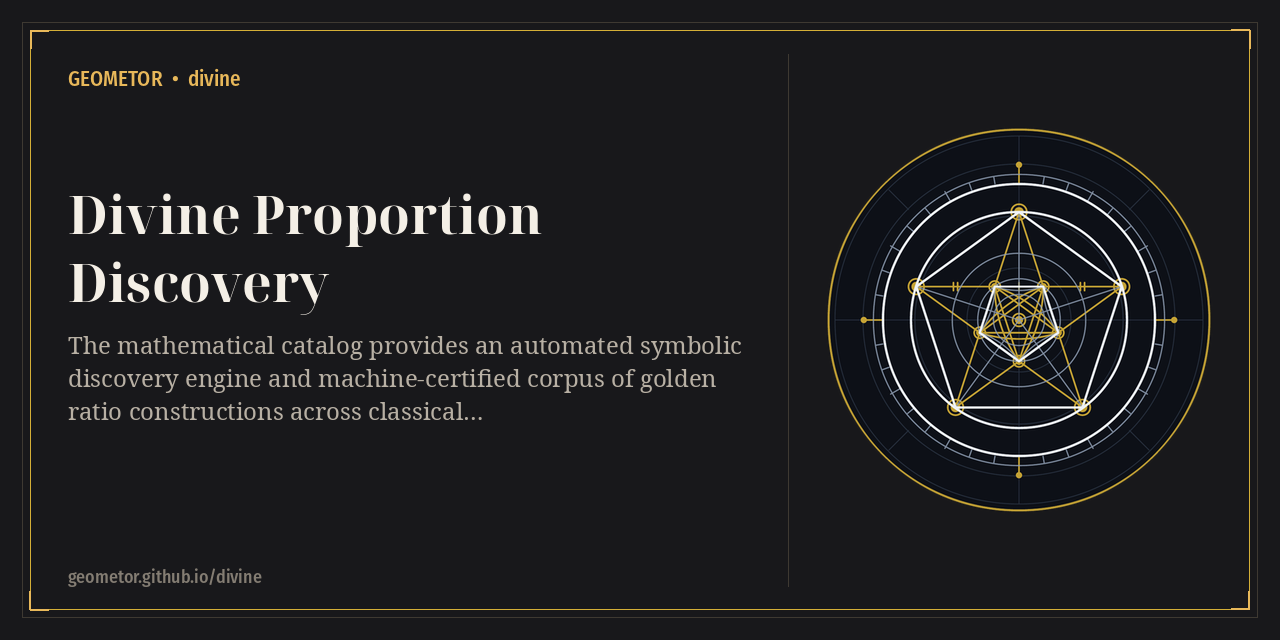 GEOMETOR • divine
Divine Proportion
Discovery
The mathematical catalog provides an automated symbolic
discovery engine and machine-certified corpus of golden
ratio constructions across classical...
geometor.github.io/divine